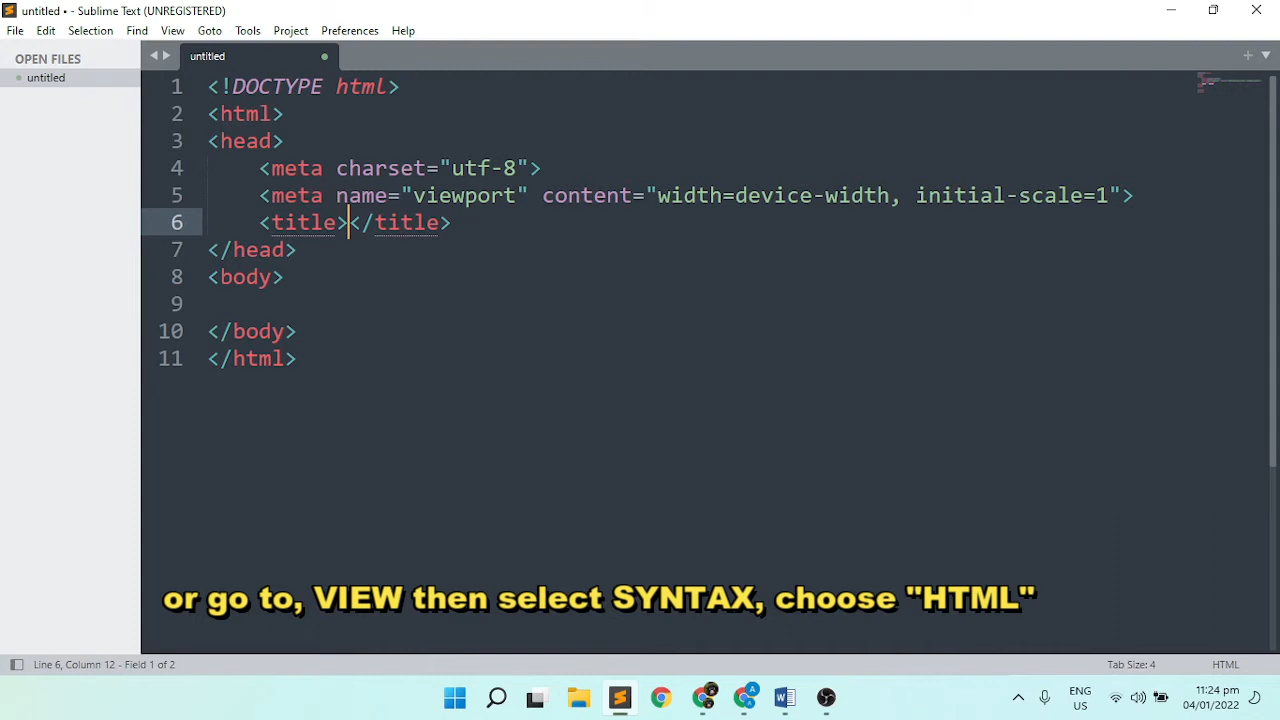 untitled • - Sublime Text (UNREGISTERED)
File Edit Selection Find View Goto Tools Project Preferences Help
OPEN FILES
untitled
untitled
1 <!DOCTYPE html>
2 <html>
3 <head>
4 <meta charset="utf-8">
5 <meta name="viewport" content="width=device-width, initial-scale=1">
6 <title></title>
7 </head>
8 <body>
9
10 </body>
11 </html>
or go to, VIEW then select SYNTAX, choose "HTML"
Line 6, Column 12 - Field 1 of 2
Tab Size: 4
HTML
ENG
US
11:24 pm
04/01/2022